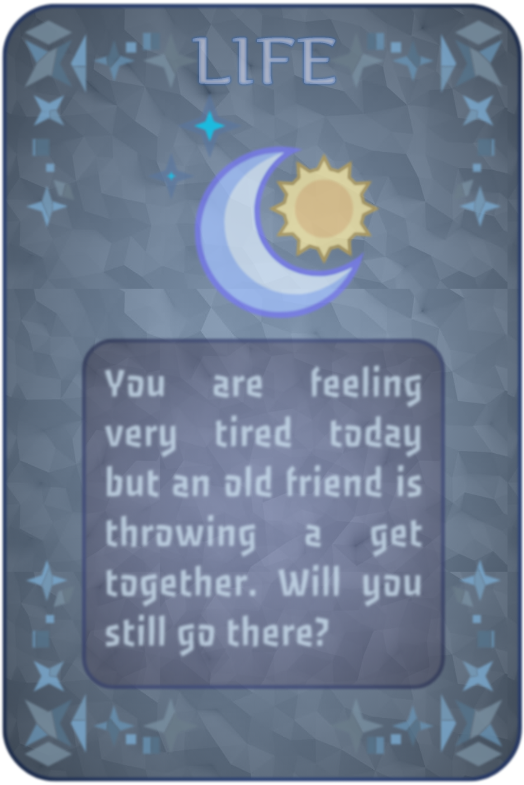 LIFE
You are feeling
very tired today
but an old friend is
throwing a get
together. Will you
still go there?